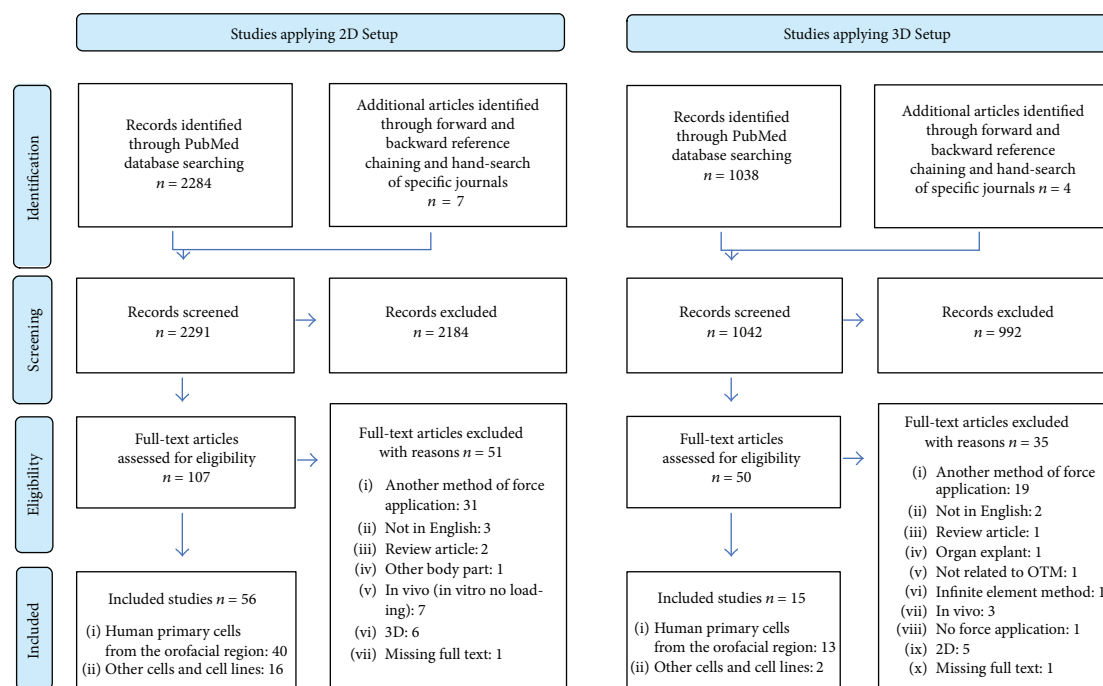 Studies applying 2D Setup
Studies applying 3D Setup
Identification
Records identified
through PubMed
database searching
n = 2284
Additional articles identified
through forward and
backward reference
chaining and hand-search
of specific journals
n = 7
Records identified
through PubMed
database searching
n = 1038
Additional articles identified
through forward and
backward reference
chaining and hand-search
of specific journals n = 4
Screening
Records screened
n = 2291
Records excluded
n = 2184
Records screened
n = 1042
Records excluded
n = 992
Eligibility
Full-text articles
assessed for eligibility
n = 107
Full-text articles excluded
with reasons n = 51
(i) Another method of force
application: 31
(ii) Not in English: 3
(iii) Review article: 2
(iv) Other body part: 1
(v) In vivo (in vitro no load-
ing): 7
(vi) 3D: 6
(vii) Missing full text: 1
Full-text articles
assessed for eligibility
n = 50
Full-text articles excluded
with reasons n = 35
(i) Another method of force
application: 19
(ii) Not in English: 2
(iii) Review article: 1
(iv) Organ explant: 1
(v) Not related to OTM: 1
(vi) Infinite element method: 1
(vii) In vivo: 3
(viii) No force application: 1
(ix) 2D: 5
(x) Missing full text: 1
Included
Included studies n = 56
(i) Human primary cells
from the orofacial region: 40
(ii) Other cells and cell lines: 16
Included studies n = 15
(i) Human primary cells
from the orofacial region: 13
(ii) Other cells and cell lines: 2